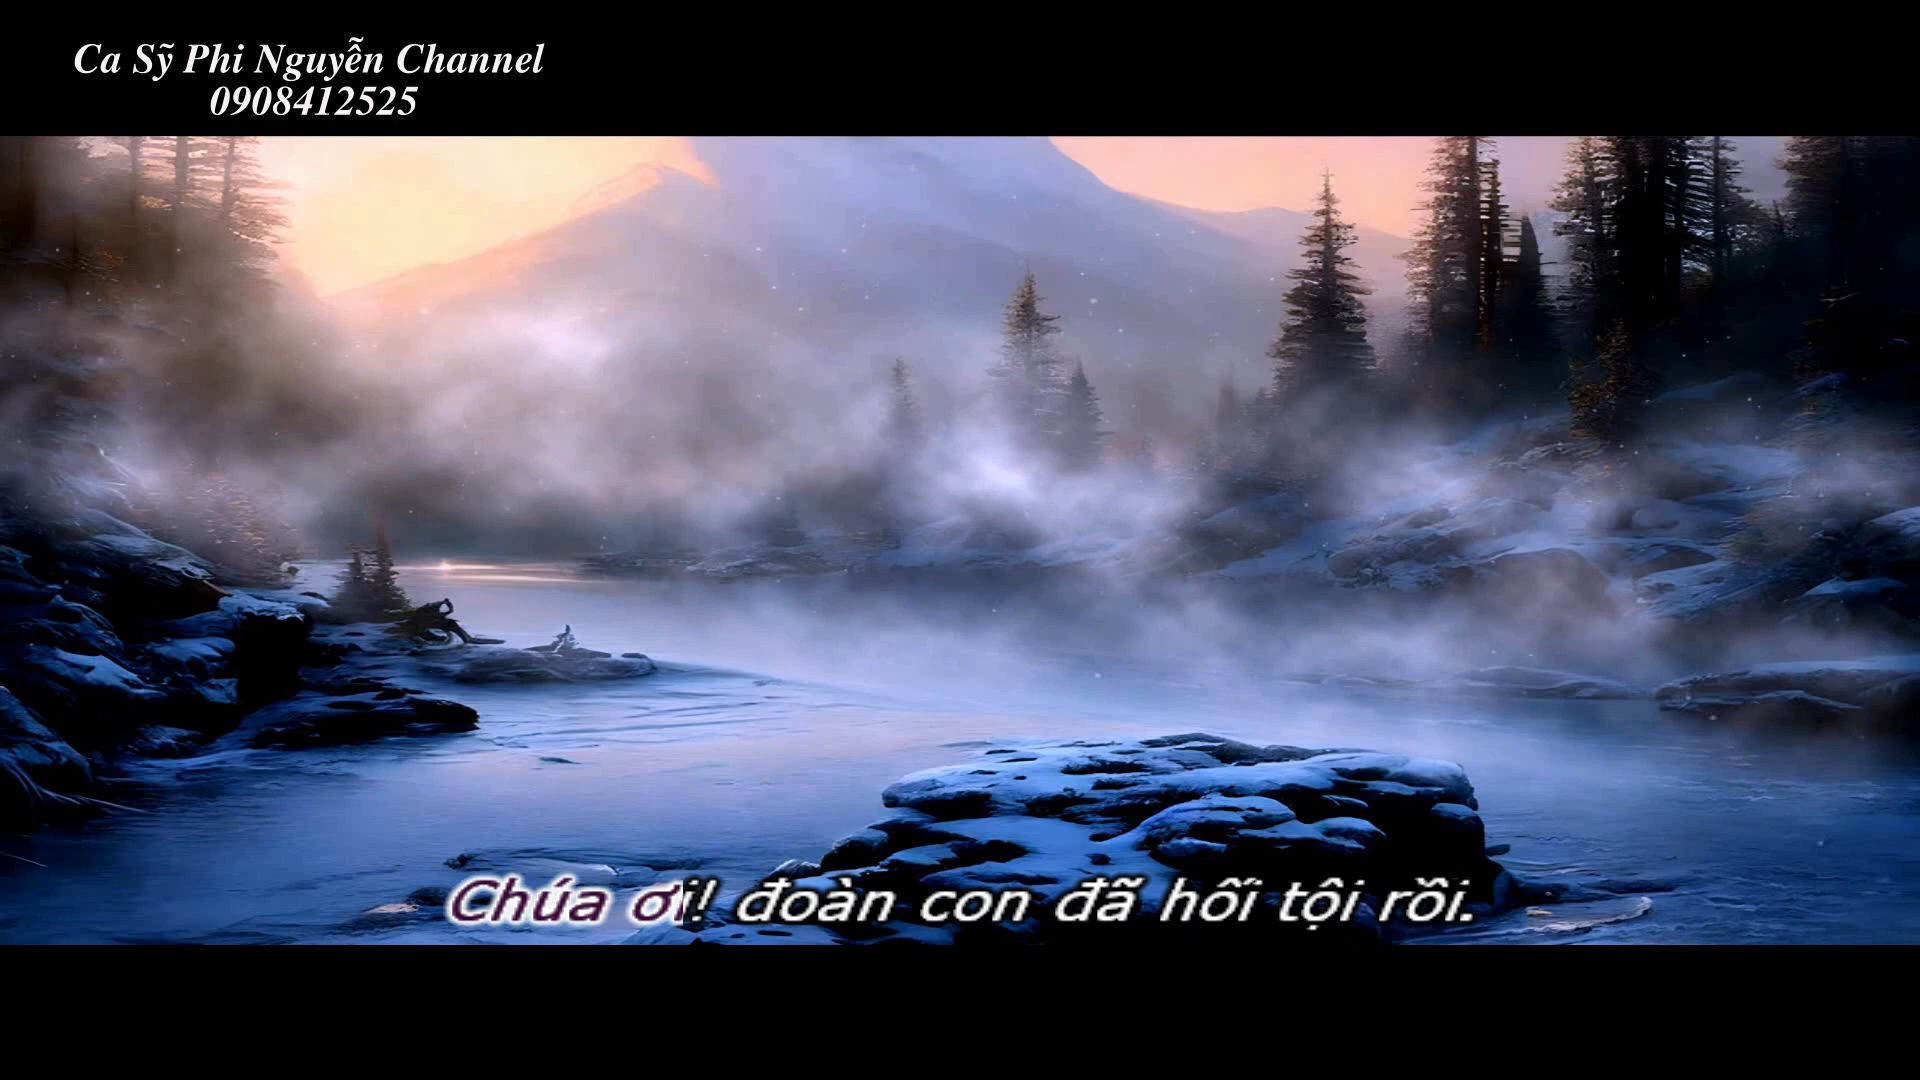 Ca Sỹ Phi Nguyễn Channel
0908412525
Chúa ơi! đoàn con đã hối tội rồi.